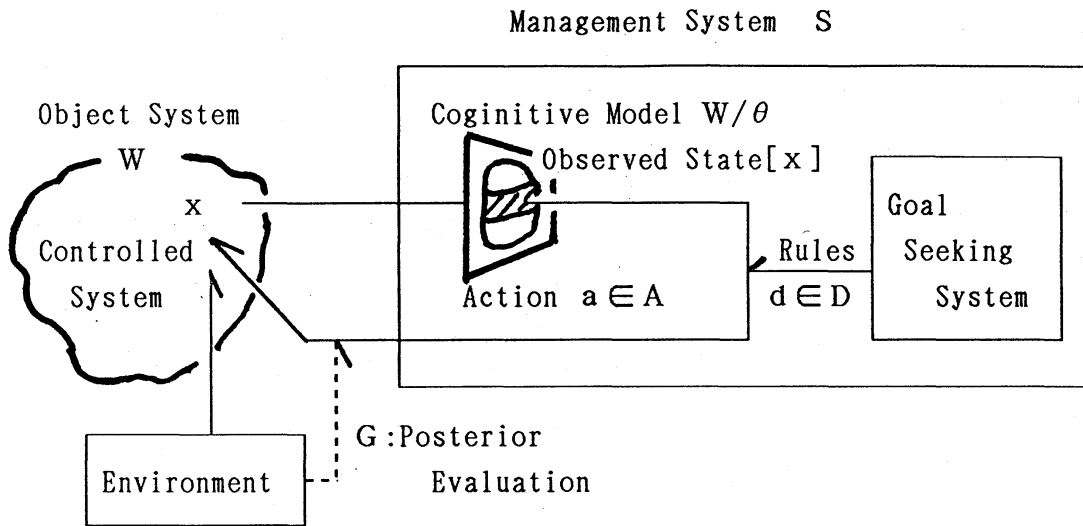 Management System S
Object System
W
x
Controlled
System
Coginitive Model W/θ
Observed State[x]
Action a∈A
Rules
d∈D
Goal
Seeking
System
G:Posterior
Evaluation
Environment